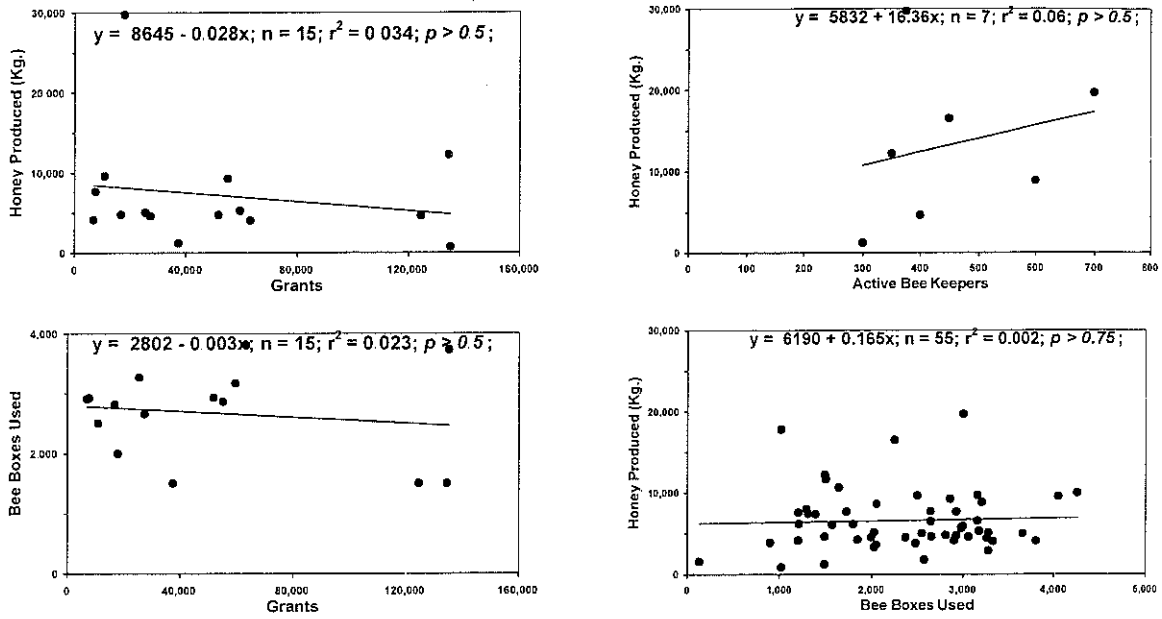 y = 8645 - 0.028x; n = 15; r² = 0 034; p > 0.5;
Honey Produced (Kg.)
30,000
20 000
10,000
0
0 40,000 80,000 120,000 160,000
Grants
y = 5832 + 16.36x; n = 7; r² = 0.06; p > 0.5;
Honey Produced (Kg.)
30,000
20,000
10,000
0
0 100 200 300 400 500 600 700 800
Active Bee Keepers
y = 2802 - 0.003x; n = 15; r² = 0.023; p > 0.5;
Bee Boxes Used
4,000
2,000
0
0 40,000 80,000 120,000 160,000
Grants
y = 6190 + 0.165x; n = 55; r² = 0.002; p > 0.75;
Honey Produced (Kg.)
30,000
20,000
10,000
0
0 1,000 2,000 3,000 4,000 5,000
Bee Boxes Used